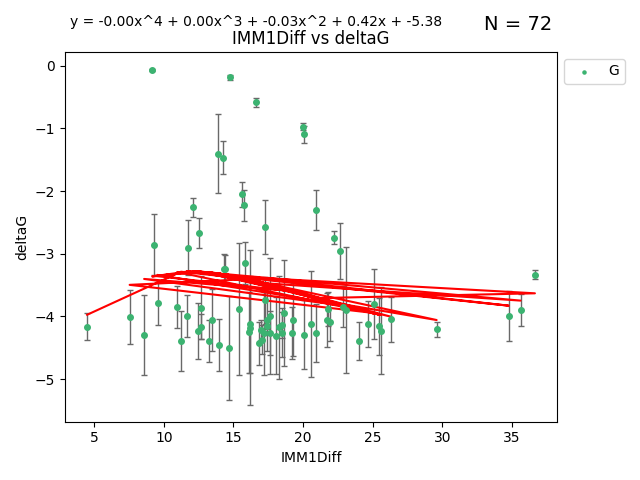 y = -0.00x^4 + 0.00x^3 + -0.03x^2 + 0.42x + -5.38
N = 72
IMM1Diff vs deltaG
G
deltaG
0
−1
−2
−3
−4
−5
5 10 15 20 25 30 35
IMM1Diff